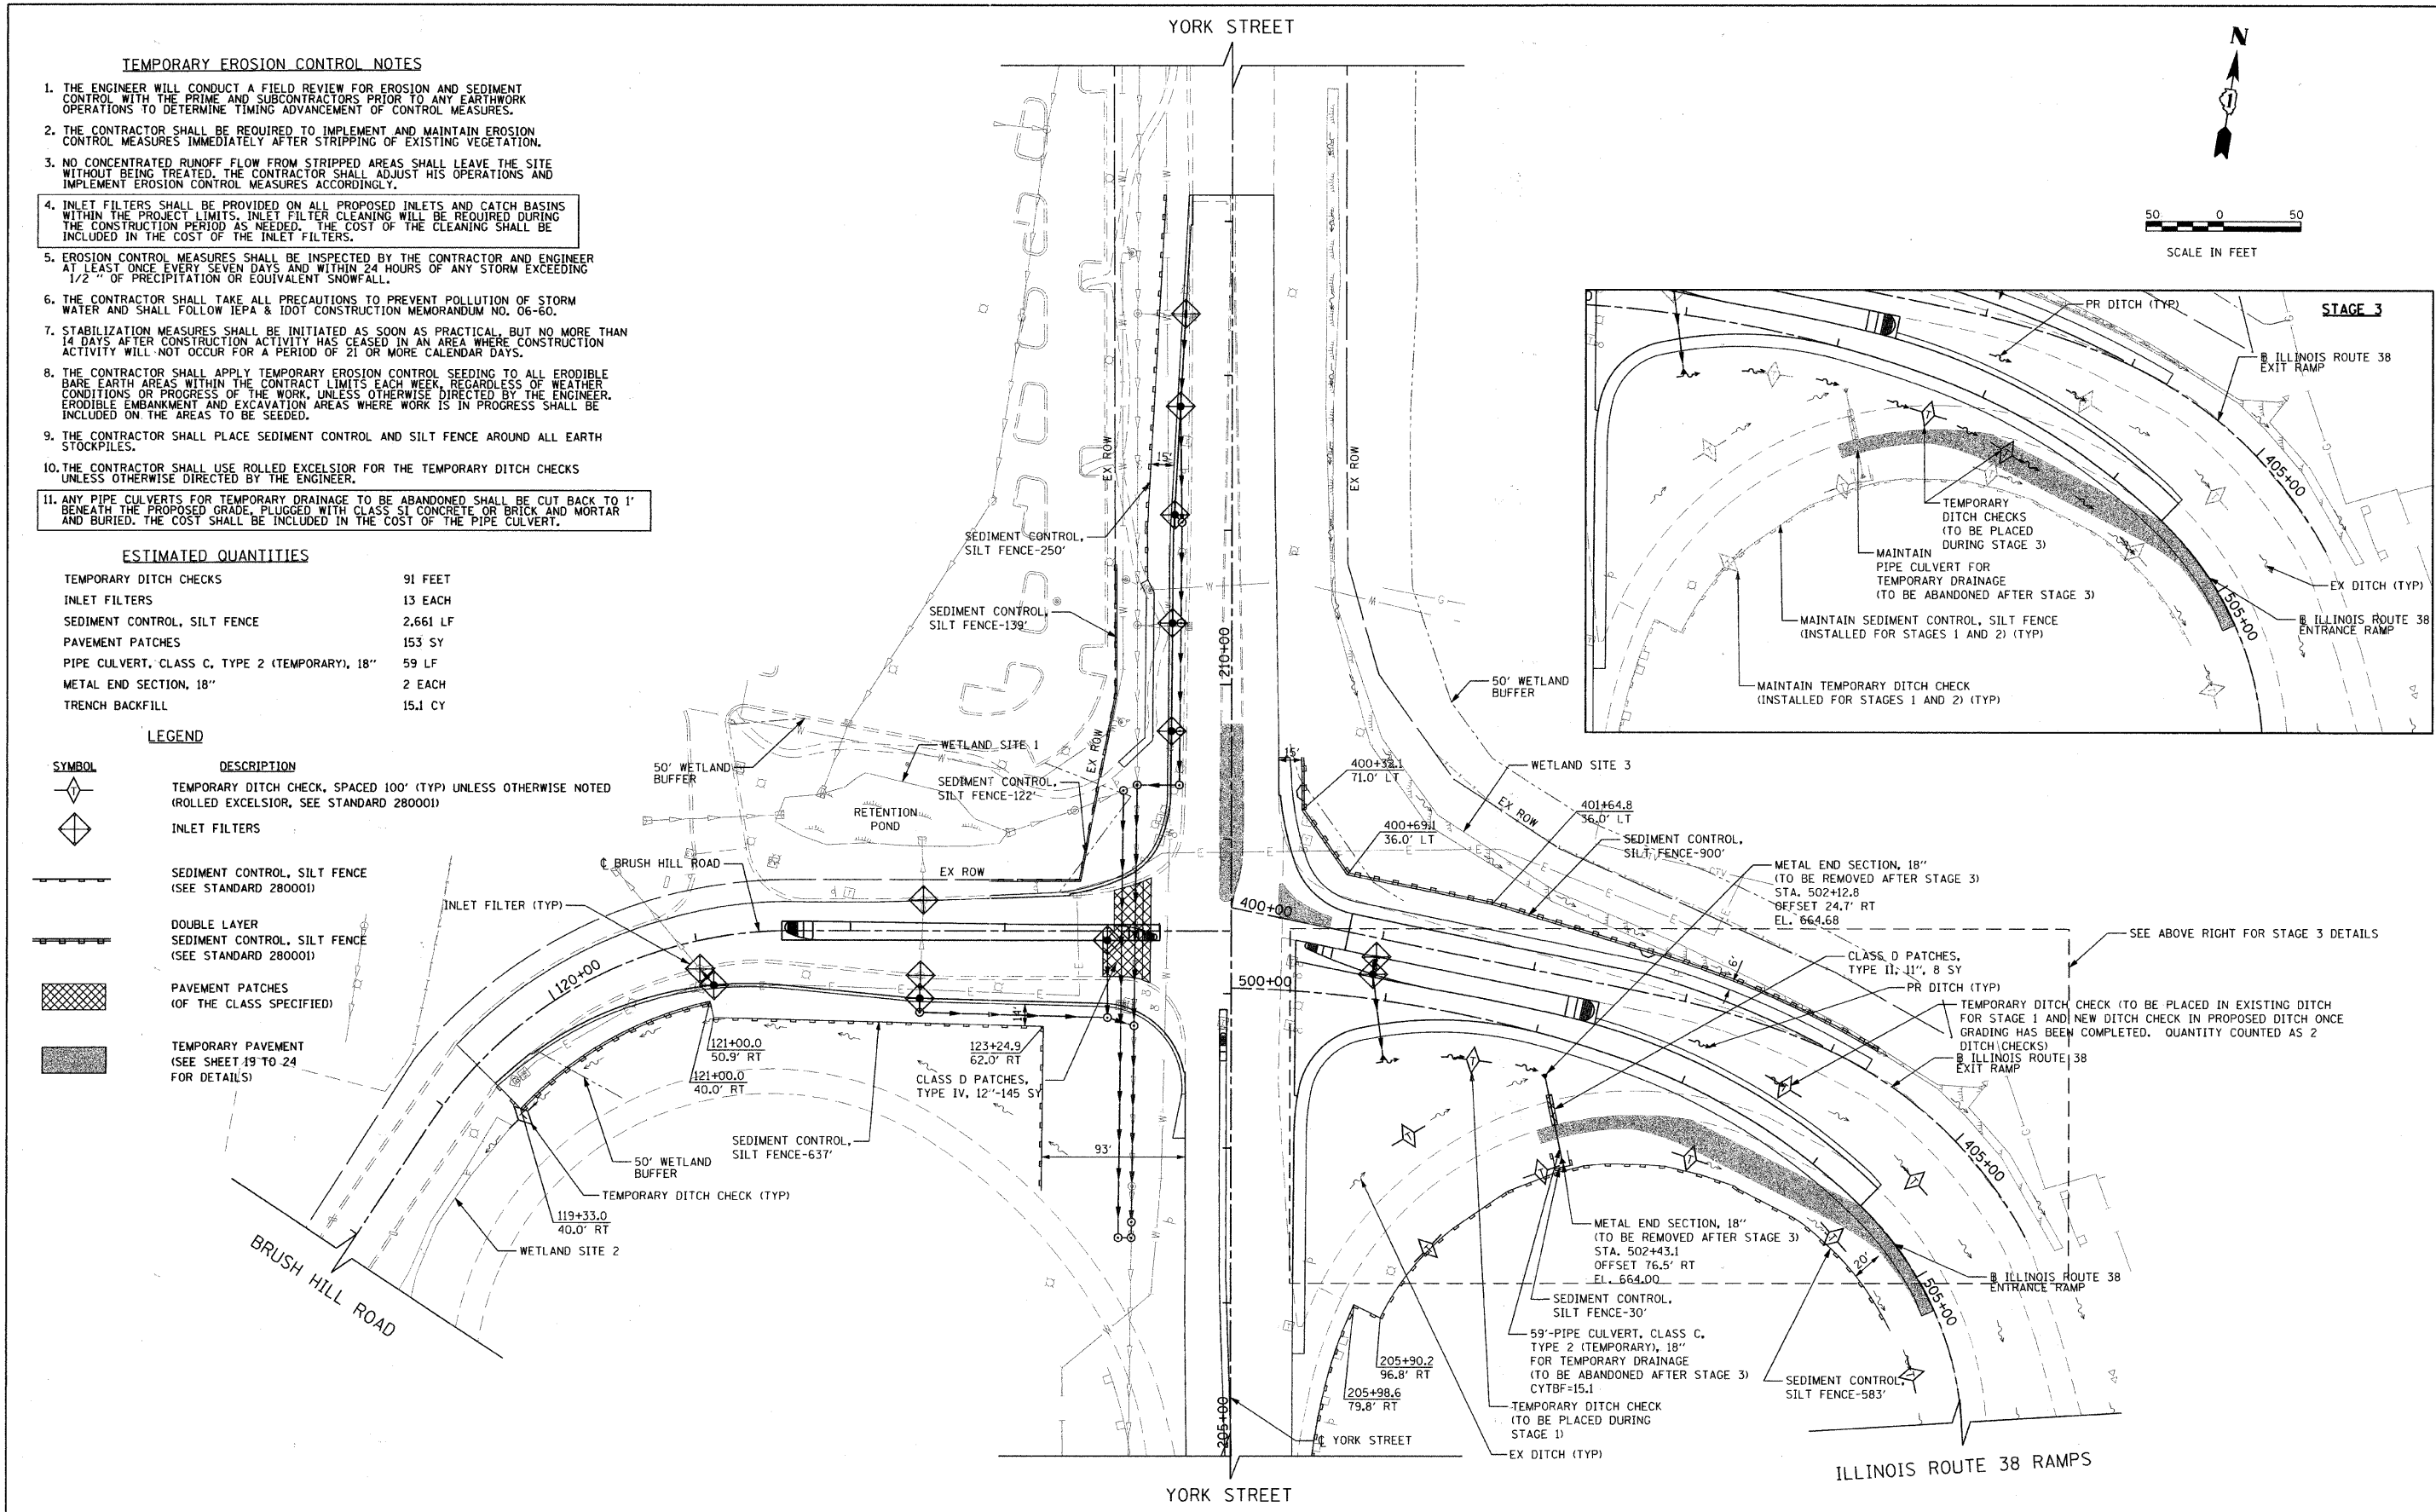 YORK STREET
TEMPORARY EROSION CONTROL NOTES
1. THE ENGINEER WILL CONDUCT A FIELD REVIEW FOR EROSION AND SEDIMENT
CONTROL WITH THE PRIME AND SUBCONTRACTORS PRIOR TO ANY EARTHWORK
OPERATIONS TO DETERMINE TIMING ADVANCEMENT OF CONTROL MEASURES.
2. THE CONTRACTOR SHALL BE REQUIRED TO IMPLEMENT AND MAINTAIN EROSION
CONTROL MEASURES IMMEDIATELY AFTER STRIPPING OF EXISTING VEGETATION.
3. NO CONCENTRATED RUNOFF FLOW FROM STRIPPED AREAS SHALL LEAVE THE SITE
WITHOUT BEING TREATED. THE CONTRACTOR SHALL ADJUST HIS OPERATIONS AND
IMPLEMENT EROSION CONTROL MEASURES ACCORDINGLY.
4. INLET FILTERS SHALL BE PROVIDED ON ALL PROPOSED INLETS AND CATCH BASINS
WITHIN THE PROJECT LIMITS. INLET FILTER CLEANING WILL BE REQUIRED DURING
THE CONSTRUCTION PERIOD AS NEEDED. THE COST OF THE CLEANING SHALL BE
INCLUDED IN THE COST OF THE INLET FILTERS.
5. EROSION CONTROL MEASURES SHALL BE INSPECTED BY THE CONTRACTOR AND ENGINEER
AT LEAST ONCE EVERY SEVEN DAYS AND WITHIN 24 HOURS OF ANY STORM EXCEEDING
1/2 " OF PRECIPITATION OR EQUIVALENT SNOWFALL.
6. THE CONTRACTOR SHALL TAKE ALL PRECAUTIONS TO PREVENT POLLUTION OF STORM
WATER AND SHALL FOLLOW IEPA & IDOT CONSTRUCTION MEMORANDUM NO. 06-60.
7. STABILIZATION MEASURES SHALL BE INITIATED AS SOON AS PRACTICAL, BUT NO MORE THAN
14 DAYS AFTER CONSTRUCTION ACTIVITY HAS CEASED IN AN AREA WHERE CONSTRUCTION
ACTIVITY WILL NOT OCCUR FOR A PERIOD OF 21 OR MORE CALENDAR DAYS.
8. THE CONTRACTOR SHALL APPLY TEMPORARY EROSION CONTROL SEEDING TO ALL ERODIBLE
BARE EARTH AREAS WITHIN THE CONTRACT LIMITS EACH WEEK, REGARDLESS OF WEATHER
CONDITIONS OR PROGRESS OF THE WORK, UNLESS OTHERWISE DIRECTED BY THE ENGINEER.
ERODIBLE EMBANKMENT AND EXCAVATION AREAS WHERE WORK IS IN PROGRESS SHALL BE
INCLUDED ON THE AREAS TO BE SEEDED.
9. THE CONTRACTOR SHALL PLACE SEDIMENT CONTROL AND SILT FENCE AROUND ALL EARTH
STOCKPILES.
10. THE CONTRACTOR SHALL USE ROLLED EXCELSIOR FOR THE TEMPORARY DITCH CHECKS
UNLESS OTHERWISE DIRECTED BY THE ENGINEER.
11. ANY PIPE CULVERTS FOR TEMPORARY DRAINAGE TO BE ABANDONED SHALL BE CUT BACK TO 1'
BENEATH THE PROPOSED GRADE, PLUGGED WITH CLASS SI CONCRETE OR BRICK AND MORTAR
AND BURIED. THE COST SHALL BE INCLUDED IN THE COST OF THE PIPE CULVERT.
ESTIMATED QUANTITIES
TEMPORARY DITCH CHECKS 91 FEET
INLET FILTERS 13 EACH
SEDIMENT CONTROL, SILT FENCE 2,661 LF
PAVEMENT PATCHES 153 SY
PIPE CULVERT, CLASS C, TYPE 2 (TEMPORARY), 18" 59 LF
METAL END SECTION, 18" 2 EACH
TRENCH BACKFILL 15.1 CY
LEGEND
SYMBOL DESCRIPTION
T TEMPORARY DITCH CHECK, SPACED 100' (TYP) UNLESS OTHERWISE NOTED
(ROLLED EXCELSIOR, SEE STANDARD 280001)
INLET FILTERS
SEDIMENT CONTROL, SILT FENCE
(SEE STANDARD 280001)
DOUBLE LAYER
SEDIMENT CONTROL, SILT FENCE
(SEE STANDARD 280001)
PAVEMENT PATCHES
(OF THE CLASS SPECIFIED)
TEMPORARY PAVEMENT
(SEE SHEET 19 TO 24
FOR DETAILS)
N
1
50 0 50
SCALE IN FEET
STAGE 3
PR DITCH (TYP)
℄ ILLINOIS ROUTE 38
EXIT RAMP
405+00
TEMPORARY
DITCH CHECKS
(TO BE PLACED
DURING STAGE 3)
MAINTAIN
PIPE CULVERT FOR
TEMPORARY DRAINAGE
(TO BE ABANDONED AFTER STAGE 3)
EX DITCH (TYP)
505+00
MAINTAIN SEDIMENT CONTROL, SILT FENCE
(INSTALLED FOR STAGES 1 AND 2) (TYP)
B ILLINOIS ROUTE 38
ENTRANCE RAMP
MAINTAIN TEMPORARY DITCH CHECK
(INSTALLED FOR STAGES 1 AND 2) (TYP)
EX ROW
EX ROW
15'
SEDIMENT CONTROL,
SILT FENCE-250'
SEDIMENT CONTROL,
SILT FENCE-139'
210+00
50' WETLAND
BUFFER
WETLAND SITE 1
50' WETLAND
BUFFER
EX ROW
SEDIMENT CONTROL,
SILT FENCE-122'
RETENTION
POND
15'
400+32.1
71.0' LT
WETLAND SITE 3
EX ROW
401+64.8
36.0' LT
400+69.1
36.0' LT
SEDIMENT CONTROL,
SILT FENCE-900'
℄ BRUSH HILL ROAD
EX ROW
METAL END SECTION, 18"
(TO BE REMOVED AFTER STAGE 3)
STA. 502+12.8
OFFSET 24.7' RT
EL. 664.68
INLET FILTER (TYP)
400+00
SEE ABOVE RIGHT FOR STAGE 3 DETAILS
120+00
6'
CLASS D PATCHES,
TYPE II, 11", 8 SY
500+00
PR DITCH (TYP)
TEMPORARY DITCH CHECK (TO BE PLACED IN EXISTING DITCH
FOR STAGE 1 AND NEW DITCH CHECK IN PROPOSED DITCH ONCE
GRADING HAS BEEN COMPLETED. QUANTITY COUNTED AS 2
DITCH CHECKS)
14'
121+00.0
50.9' RT
123+24.9
62.0' RT
B ILLINOIS ROUTE 38
EXIT RAMP
121+00.0
40.0' RT
CLASS D PATCHES,
TYPE IV, 12"-145 SY
SEDIMENT CONTROL,
SILT FENCE-637'
93'
405+00
50' WETLAND
BUFFER
TEMPORARY DITCH CHECK (TYP)
119+33.0
40.0' RT
WETLAND SITE 2
METAL END SECTION, 18"
(TO BE REMOVED AFTER STAGE 3)
STA. 502+43.1
OFFSET 76.5' RT
EL. 664.00
20'
BRUSH HILL ROAD
B ILLINOIS ROUTE 38
ENTRANCE RAMP
505+00
SEDIMENT CONTROL,
SILT FENCE-30'
59'-PIPE CULVERT, CLASS C,
TYPE 2 (TEMPORARY), 18"
FOR TEMPORARY DRAINAGE
(TO BE ABANDONED AFTER STAGE 3)
CYTBF=15.1
205+90.2
96.8' RT
205+98.6
79.8' RT
SEDIMENT CONTROL,
SILT FENCE-583'
TEMPORARY DITCH CHECK
(TO BE PLACED DURING
STAGE 1)
205+00
℄ YORK STREET
EX DITCH (TYP)
ILLINOIS ROUTE 38 RAMPS
YORK STREET